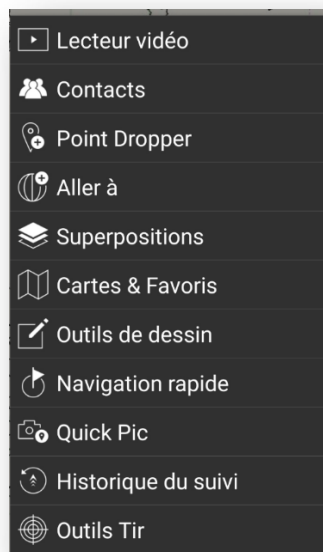 Lecteur vidéo
Contacts
Point Dropper
Aller à
Superpositions
Cartes & Favoris
Outils de dessin
Navigation rapide
Quick Pic
Historique du suivi
Outils Tir